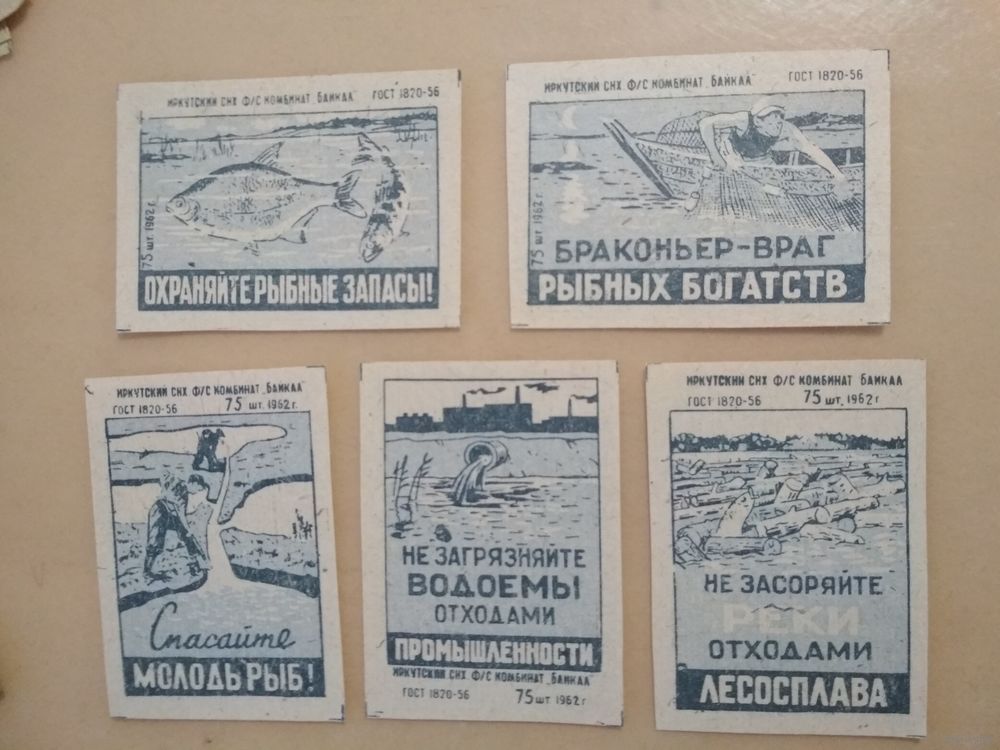 ИРКУТСКИЙ СНХ Ф/С КОМБИНАТ „БАЙКАЛ" ГОСТ 1820-56
75 шт. 1962 г.
ОХРАНЯЙТЕ РЫБНЫЕ ЗАПАСЫ!
ИРКУТСКИЙ СНХ Ф/С КОМБИНАТ „БАЙКАЛ" ГОСТ 1820-56
75 шт. 1962 г.
БРАКОНЬЕР-ВРАГ
РЫБНЫХ БОГАТСТВ
ИРКУТСКИЙ СНХ Ф/С КОМБИНАТ „БАЙКАЛ"
ГОСТ 1820-56 75 шт. 1962 г.
Спасайте
МОЛОДЬ РЫБ!
НЕ ЗАГРЯЗНЯЙТЕ
ВОДОЕМЫ
ОТХОДАМИ
ПРОМЫШЛЕННОСТИ
ИРКУТСКИЙ СНХ Ф/С КОМБИНАТ „БАЙКАЛ"
ГОСТ 1820-56 75 шт 1962 г.
ИРКУТСКИЙ СНХ Ф/С КОМБИНАТ „БАЙКАЛ
ГОСТ 1820-56 75 шт. 1962 г
НЕ ЗАСОРЯЙТЕ
РЕКИ
ОТХОДАМИ
ЛЕСОСПЛАВА